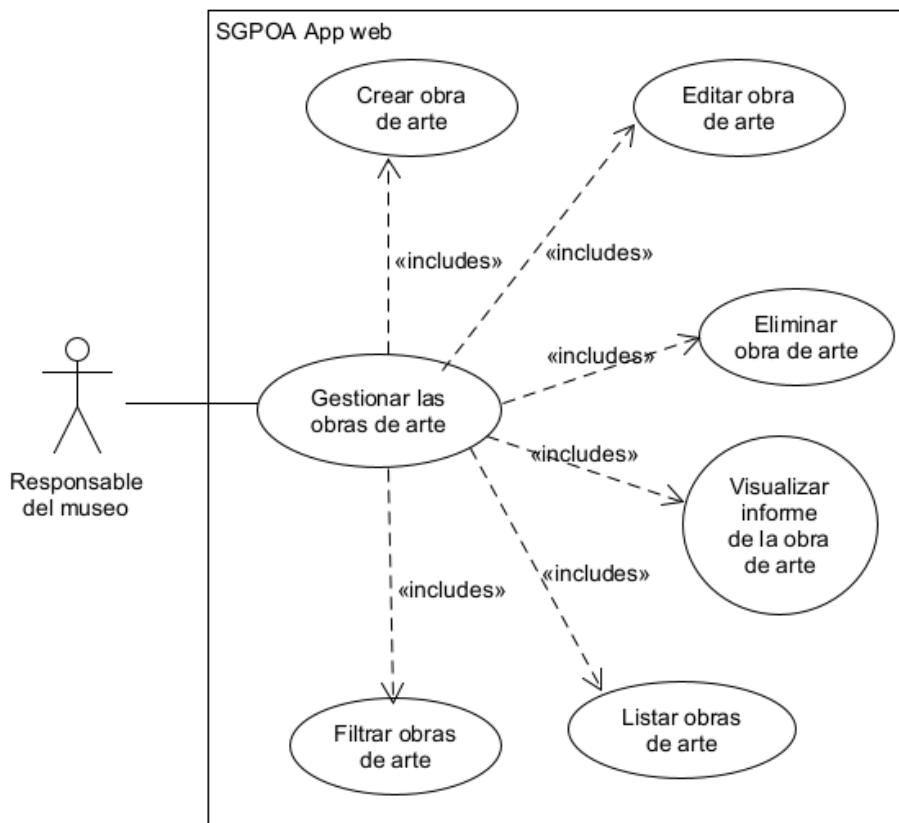 SGPOA App web
Crear obra
de arte
Editar obra
de arte
«includes»
«includes»
Eliminar
obra de arte
«includes»
Gestionar las
obras de arte
Responsable
del museo
«includes»
Visualizar
informe
de la obra
de arte
«includes»
«includes»
Filtrar obras
de arte
Listar obras
de arte